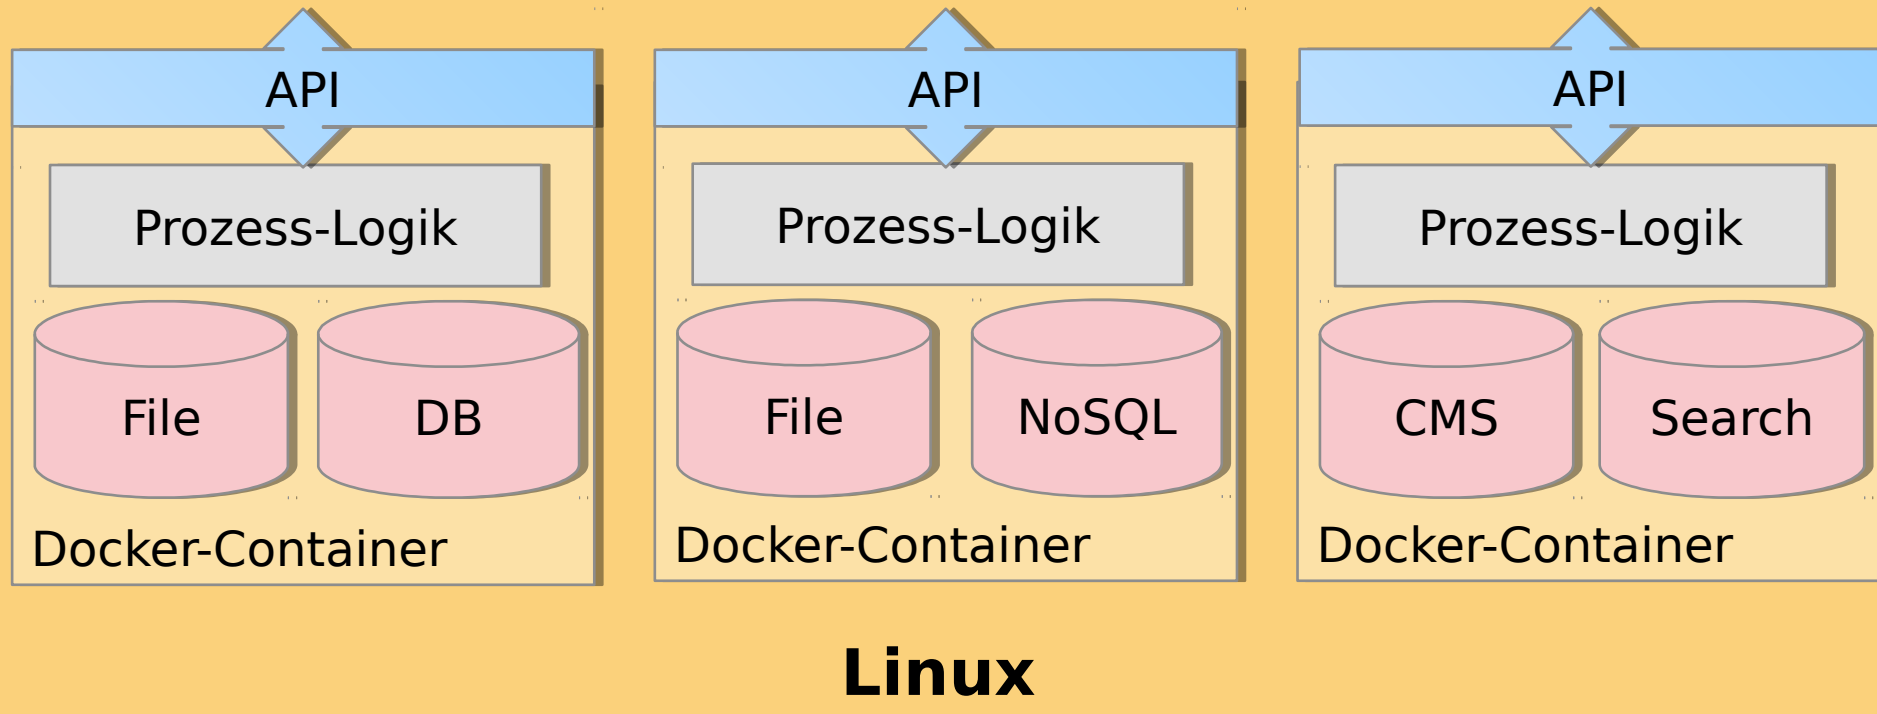 API
API
API
Prozess-Logik
Prozess-Logik
Prozess-Logik
File
DB
File
NoSQL
CMS
Search
Docker-Container
Docker-Container
Docker-Container
Linux